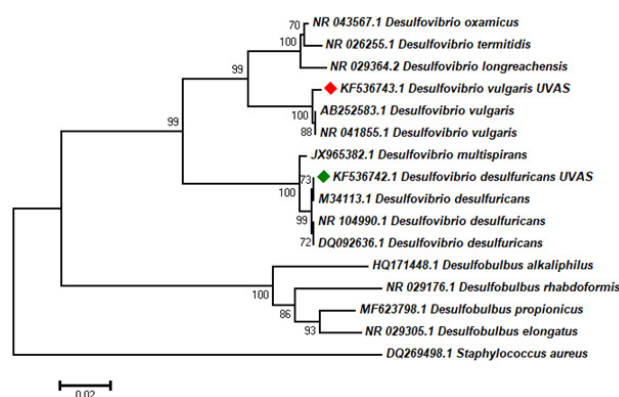 NR 043567.1 Desulfovibrio oxamicus
70
NR 026255.1 Desulfovibrio termitidis
100
NR 029364.2 Desulfovibrio longreachensis
99
KF536743.1 Desulfovibrio vulgaris UVAS
100
AB252583.1 Desulfovibrio vulgaris
99
88
NR 041855.1 Desulfovibrio vulgaris
JX965382.1 Desulfovibrio multispirans
73
KF536742.1 Desulfovibrio desulfuricans UVAS
100
M34113.1 Desulfovibrio desulfuricans
99
NR 104990.1 Desulfovibrio desulfuricans
72
DQ092636.1 Desulfovibrio desulfuricans
HQ171448.1 Desulfobulbus alkaliphilus
100
NR 029176.1 Desulfobulbus rhabdoformis
86
MF623798.1 Desulfobulbus propionicus
93
NR 029305.1 Desulfobulbus elongatus
DQ269498.1 Staphylococcus aureus
0.02